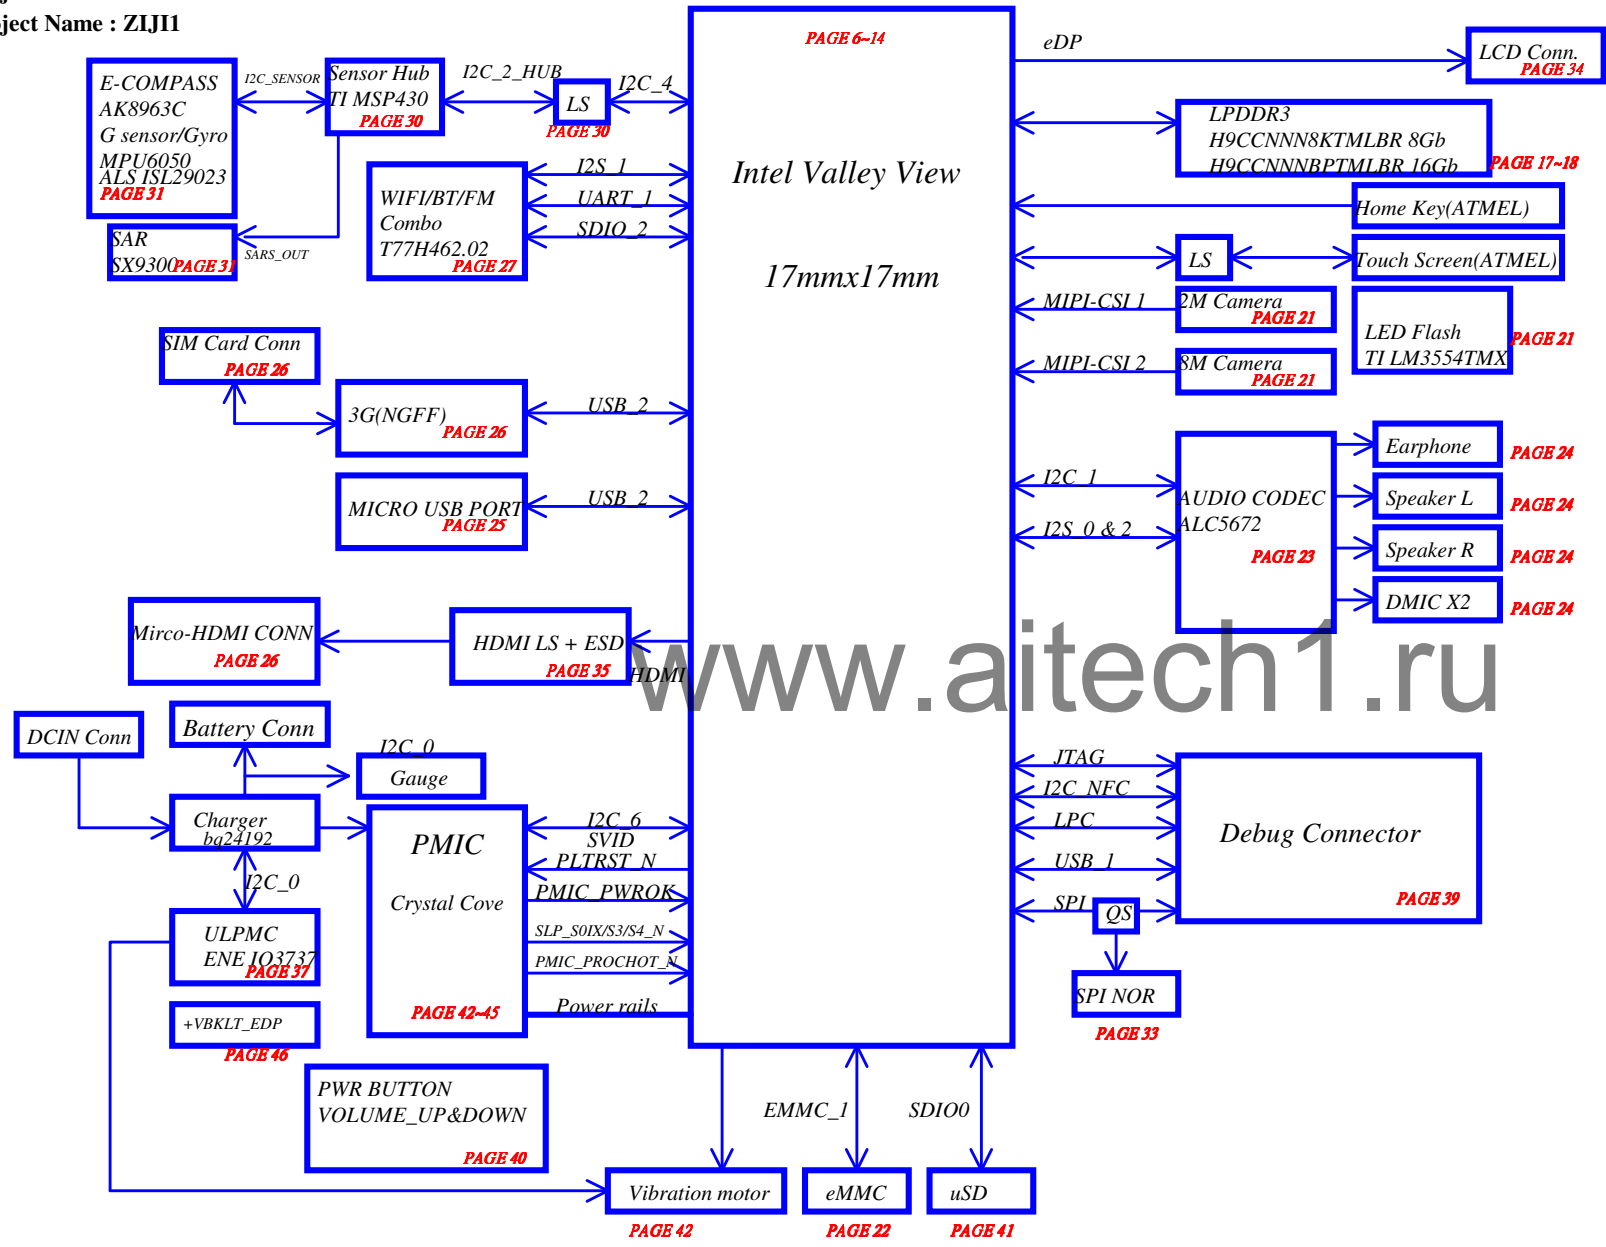 ject Name : ZIJI1
PAGE 6~14
Intel Valley View
17mmx17mm
E-COMPASS
AK8963C
G sensor/Gyro
MPU6050
ALS ISL29023
PAGE 31
I2C_SENSOR
Sensor Hub
TI MSP430
PAGE 30
I2C_2_HUB
LS
PAGE 30
I2C_4
SAR
SX9300
PAGE 31
SARS_OUT
WIFI/BT/FM
Combo
T77H462.02
PAGE 27
I2S_1
UART_1
SDIO_2
SIM Card Conn
PAGE 26
3G(NGFF)
PAGE 26
USB_2
MICRO USB PORT
PAGE 25
USB_2
Mirco-HDMI CONN
PAGE 26
HDMI LS + ESD
PAGE 35
HDMI
DCIN Conn
Battery Conn
I2C_0
Gauge
Charger
bq24192
I2C_0
ULPMC
ENE IO3737
PAGE 37
+VBKLT_EDP
PAGE 46
PMIC
Crystal Cove
PAGE 42~45
I2C_6
SVID
PLTRST_N
PMIC_PWROK
SLP_S0IX/S3/S4_N
PMIC_PROCHOT_N
Power rails
PWR BUTTON
VOLUME_UP&DOWN
PAGE 40
Vibration motor
PAGE 42
EMMC_1
eMMC
PAGE 22
SDIO0
uSD
PAGE 41
eDP
LCD Conn.
PAGE 34
LPDDR3
H9CCNNN8KTMLBR 8Gb
H9CCNNNBPTMLBR 16Gb
PAGE 17~18
Home Key(ATMEL)
LS
Touch Screen(ATMEL)
MIPI-CSI 1
2M Camera
PAGE 21
LED Flash
TI LM3554TMX
PAGE 21
MIPI-CSI 2
8M Camera
PAGE 21
I2C_1
I2S_0 & 2
AUDIO CODEC
ALC5672
PAGE 23
Earphone
PAGE 24
Speaker L
PAGE 24
Speaker R
PAGE 24
DMIC X2
PAGE 24
www.aitech1.ru
JTAG
I2C_NFC
LPC
USB_1
SPI
QS
Debug Connector
PAGE 39
SPI NOR
PAGE 33